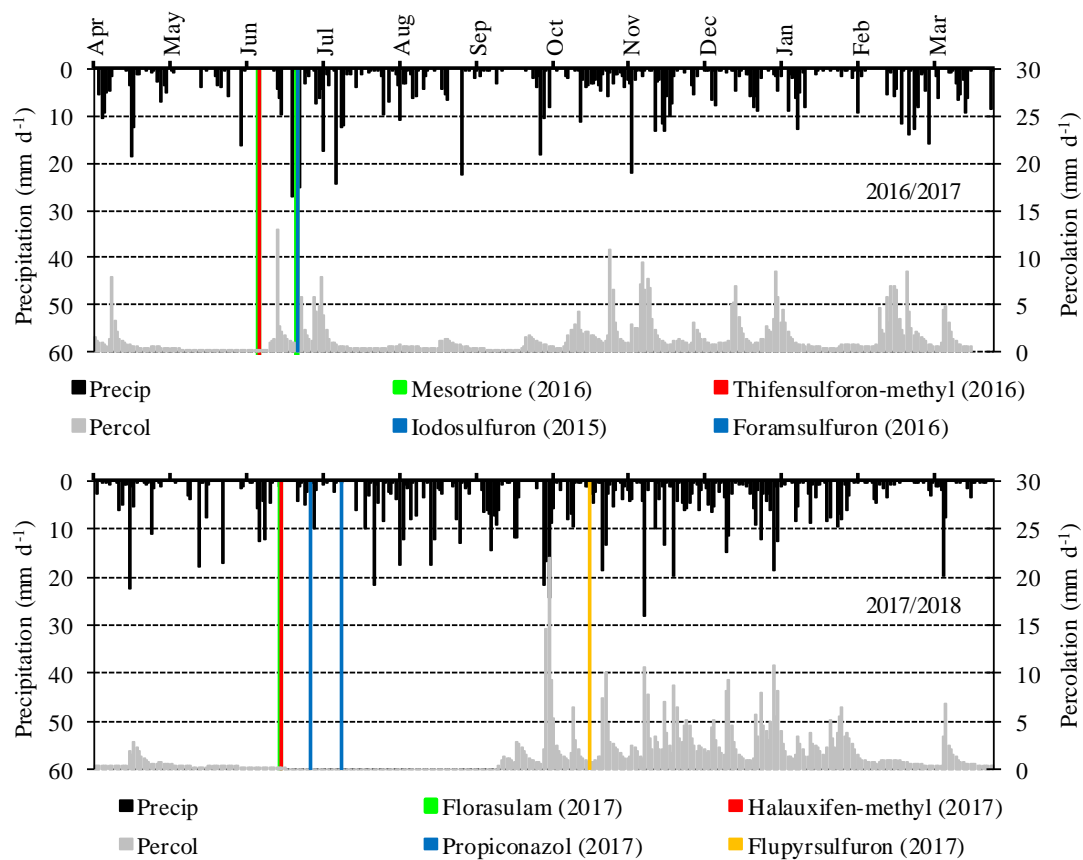 Apr May Jun Jul Aug Sep Oct Nov Dec Jan Feb Mar
0 30
10 25
20 20
2016/2017
30 15
40 10
50 5
60 0
Precipitation (mm d-1)
Percolation (mm d-1)
Precip Mesotrione (2016) Thifensulforon-methyl (2016)
Percol Iodosulfuron (2015) Foramsulfuron (2016)
0 30
10 25
20 20
2017/2018
30 15
40 10
50 5
60 0
Precipitation (mm d-1)
Percolation (mm d-1)
Precip Florasulam (2017) Halauxifen-methyl (2017)
Percol Propiconazol (2017) Flupyrsulfuron (2017)